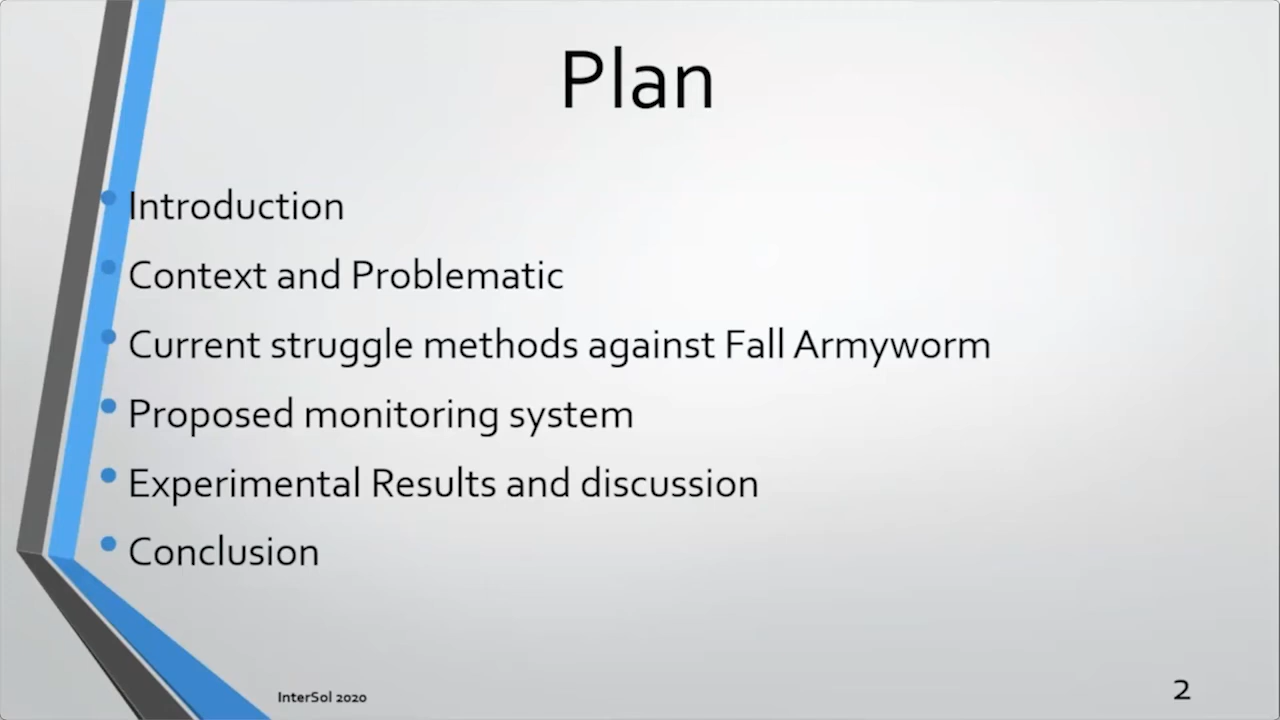 Plan
Introduction
Context and Problematic
Current struggle methods against Fall Armyworm
Proposed monitoring system
Experimental Results and discussion
Conclusion
InterSol 2020
2